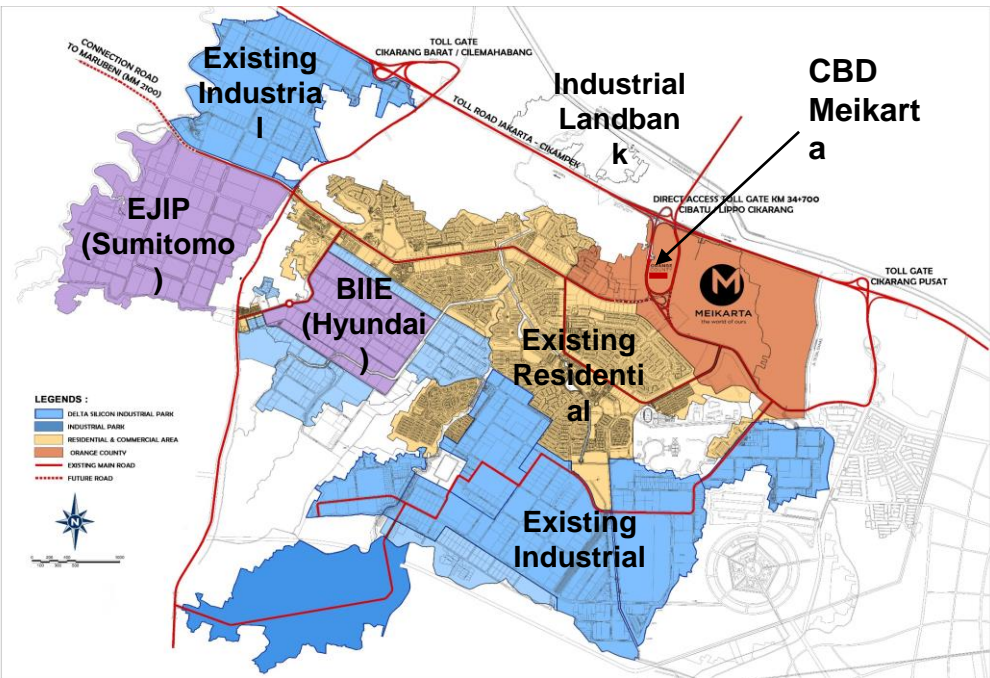 CONNECTION ROAD
TO MARUBENI (MM 2100)
Existing
Industria
l
TOLL GATE
CIKARANG BARAT / CILEMAHABANG
TOLL ROAD JAKARTA - CIKAMPEK
Industrial
Landban
k
CBD
Meikart
a
EJIP
(Sumitomo
)
DIRECT ACCESS TOLL GATE KM 34+700
CIBATU / LIPPO CIKARANG
TOLL GATE
CIKARANG PUSAT
M
MEIKARTA
the world of ours
BIIE
(Hyundai
)
Existing
Residenti
al
LEGENDS :
DELTA SILICON INDUSTRIAL PARK
INDUSTRIAL PARK
RESIDENTIAL & COMMERCIAL AREA
ORANGE COUNTY
EXISTING MAIN ROAD
FUTURE ROAD
N
Existing
Industrial